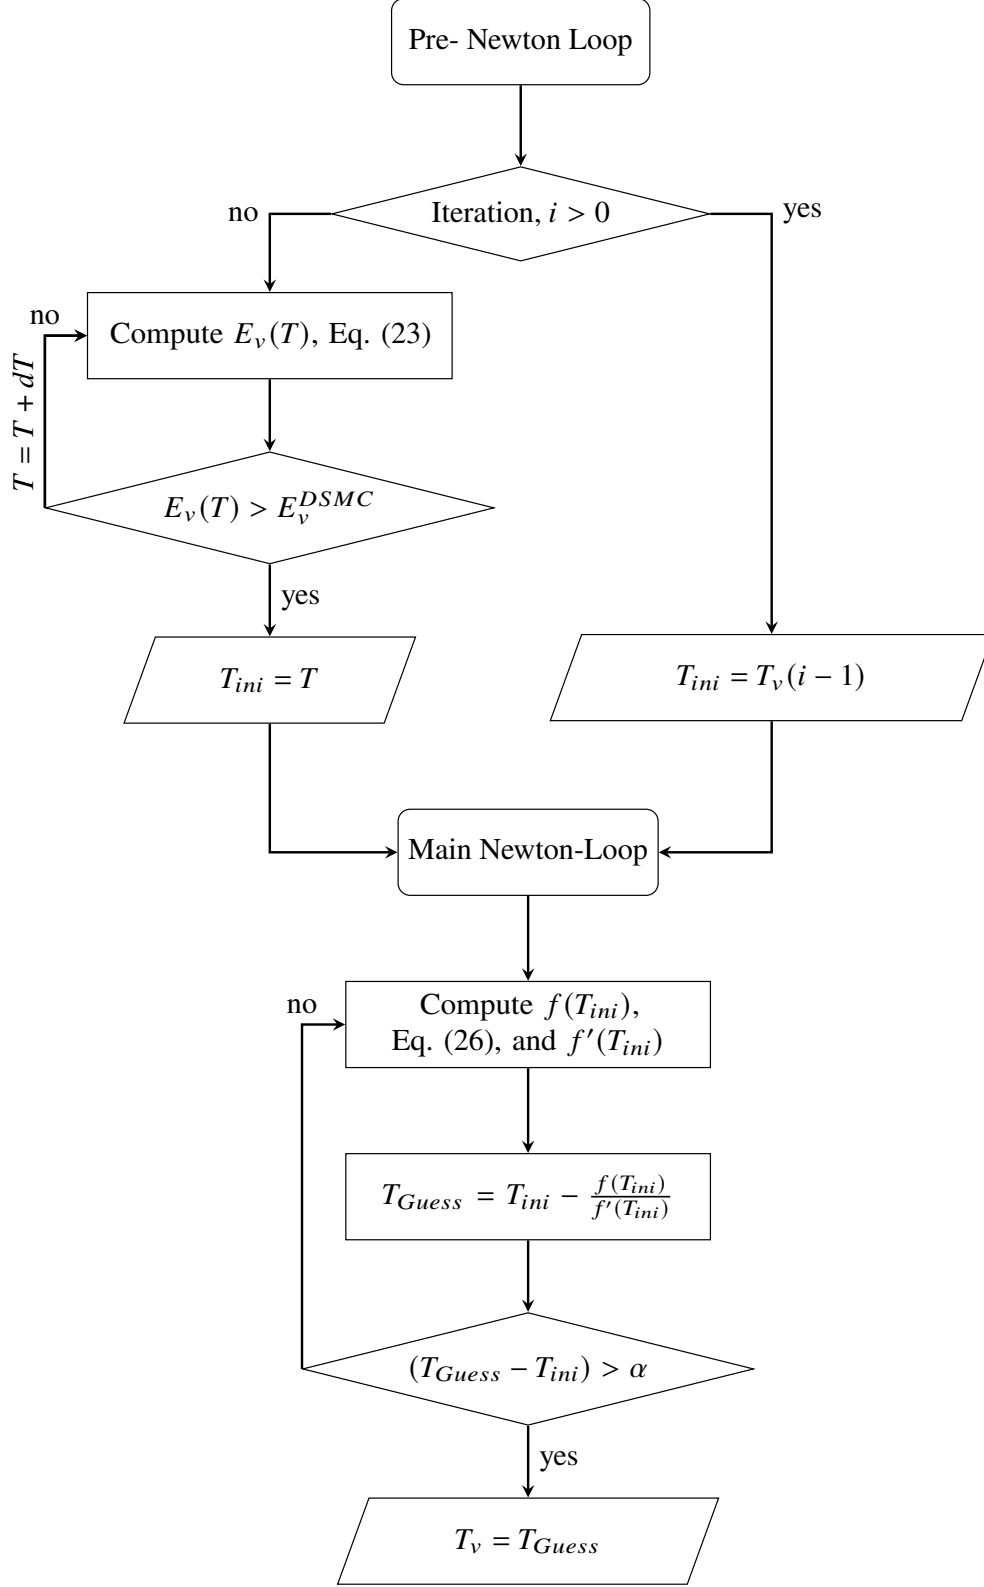 Pre- Newton Loop
Iteration, i > 0
no
yes
Compute E_v(T), Eq. (23)
no
T = T + dT
E_v(T) > E_v^{DSMC}
yes
T_{ini} = T
T_{ini} = T_v(i − 1)
Main Newton-Loop
Compute f(T_{ini}),
Eq. (26), and f′(T_{ini})
no
T_{Guess} = T_{ini} − \frac{f(T_{ini})}{f′(T_{ini})}
(T_{Guess} − T_{ini}) > α
yes
T_v = T_{Guess}